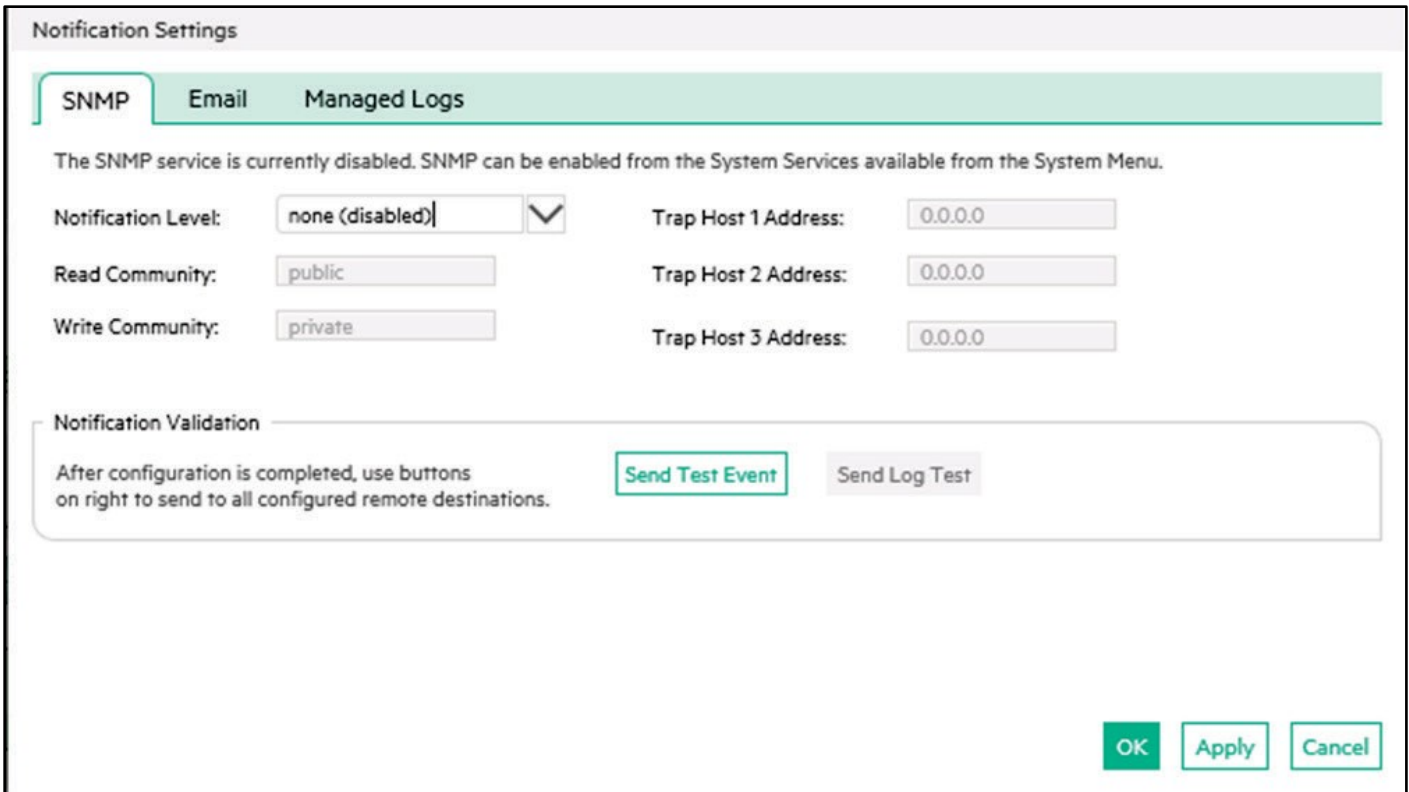 Notification Settings
SNMP Email Managed Logs
The SNMP service is currently disabled. SNMP can be enabled from the System Services available from the System Menu.
Notification Level: none (disabled) Trap Host 1 Address: 0.0.0.0
Read Community: public Trap Host 2 Address: 0.0.0.0
Write Community: private Trap Host 3 Address: 0.0.0.0
Notification Validation
After configuration is completed, use buttons
on right to send to all configured remote destinations.
Send Test Event Send Log Test
OK Apply Cancel